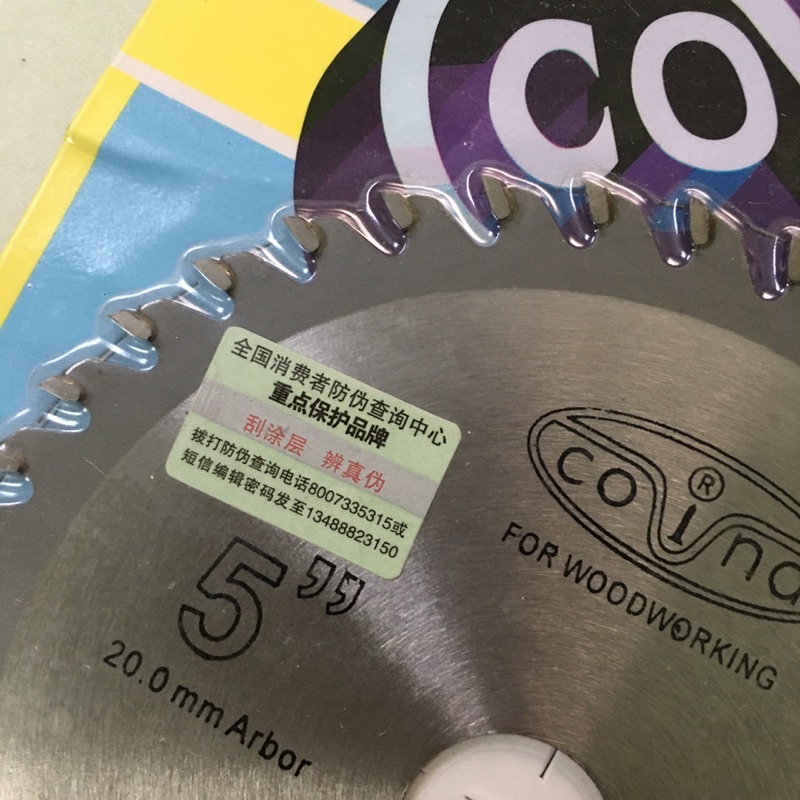 CO
全国消费者防伪查询中心
重点保护品牌
刮涂层 辨真伪
拨打防伪查询电话8007335315或
短信编辑密码发至13488823150
coind
®
FOR WOODWORKING
5"
20.0 mm Arbor